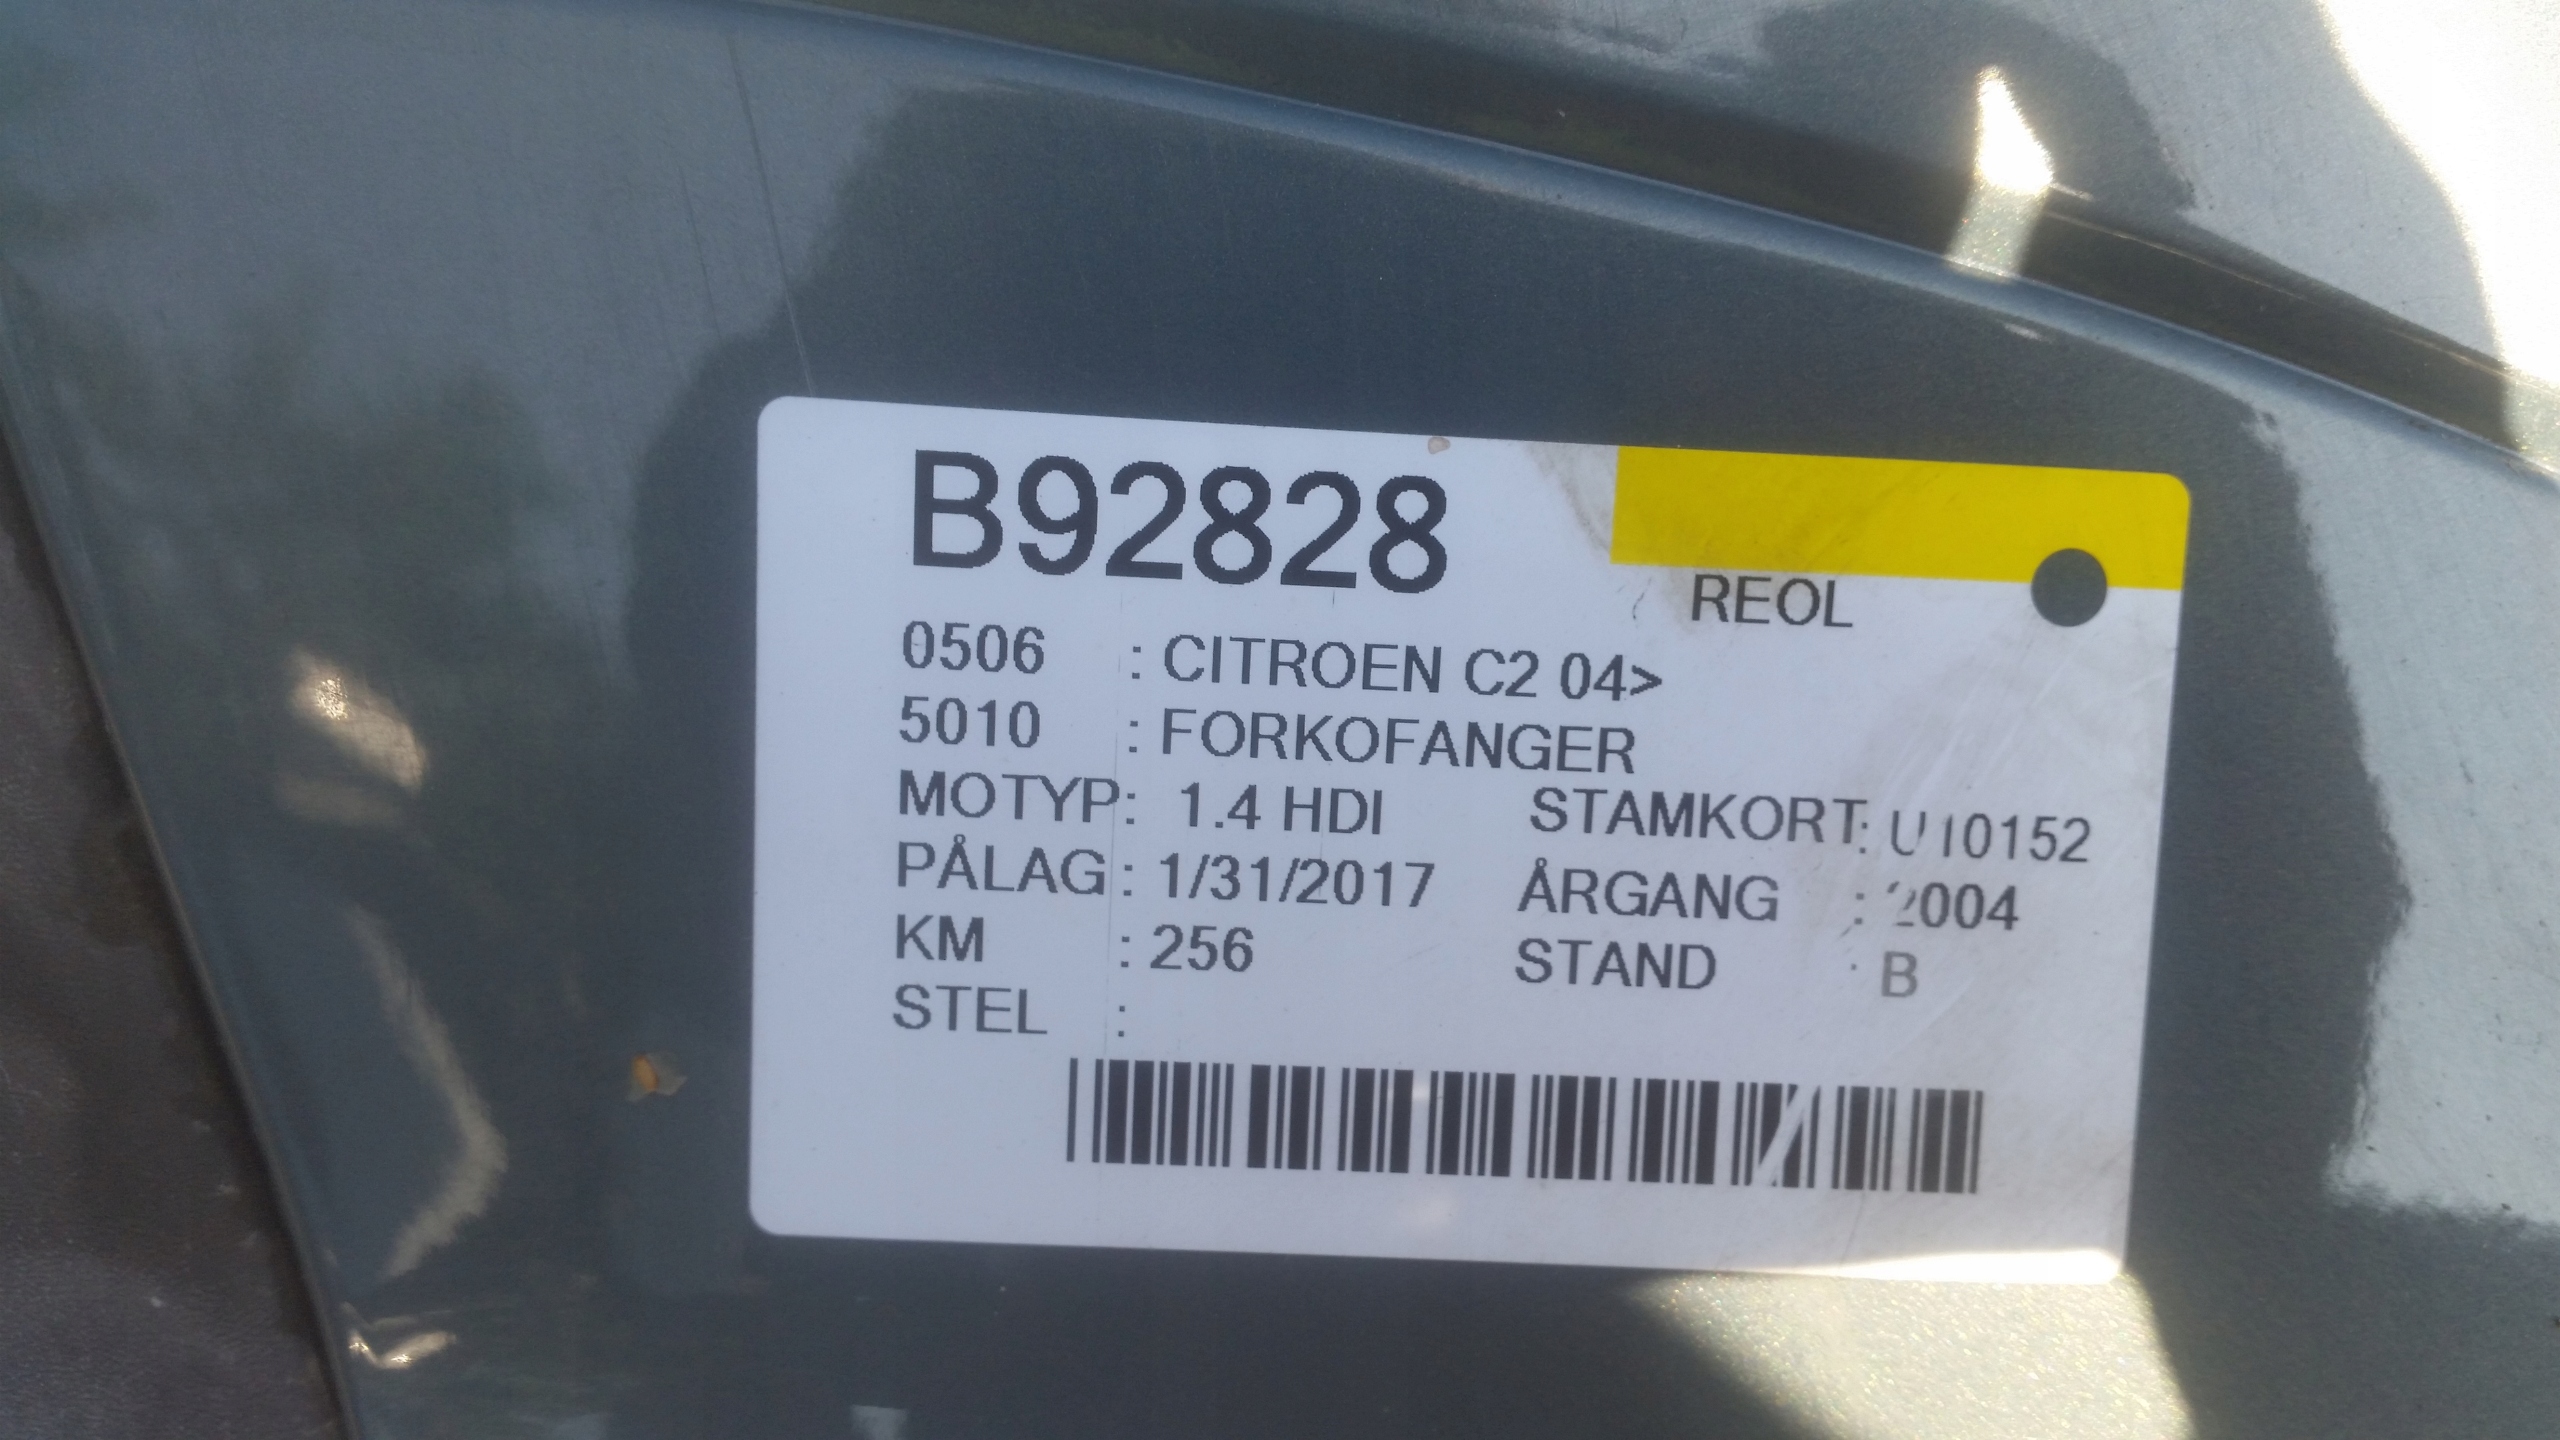 B92828
REOL
0506 : CITROEN C2 04>
5010 : FORKOFANGER
MOTYP: 1.4 HDI STAMKORT: U10152
PÅLAG: 1/31/2017 ÅRGANG : 2004
KM : 256 STAND : B
STEL :